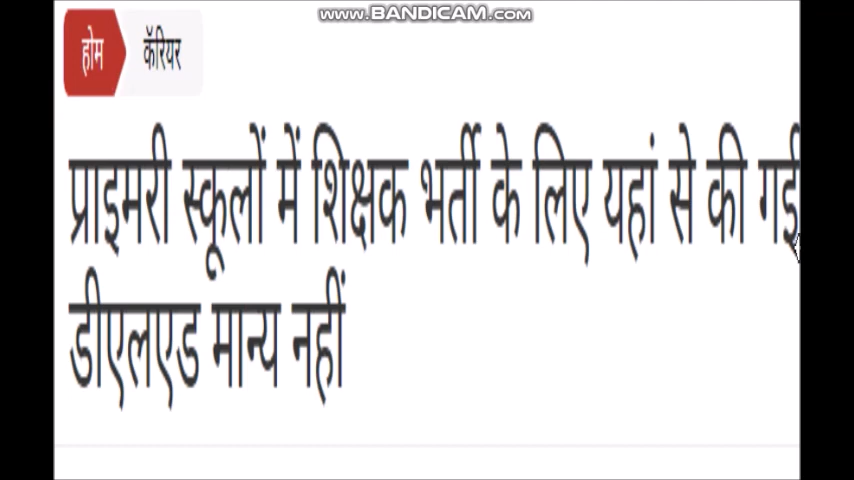 www.BANDICAM.com
होम कॅरियर
प्राइमरी स्कूलों में शिक्षक भर्ती के लिए यहां से की गई
डीएलएड मान्य नहीं